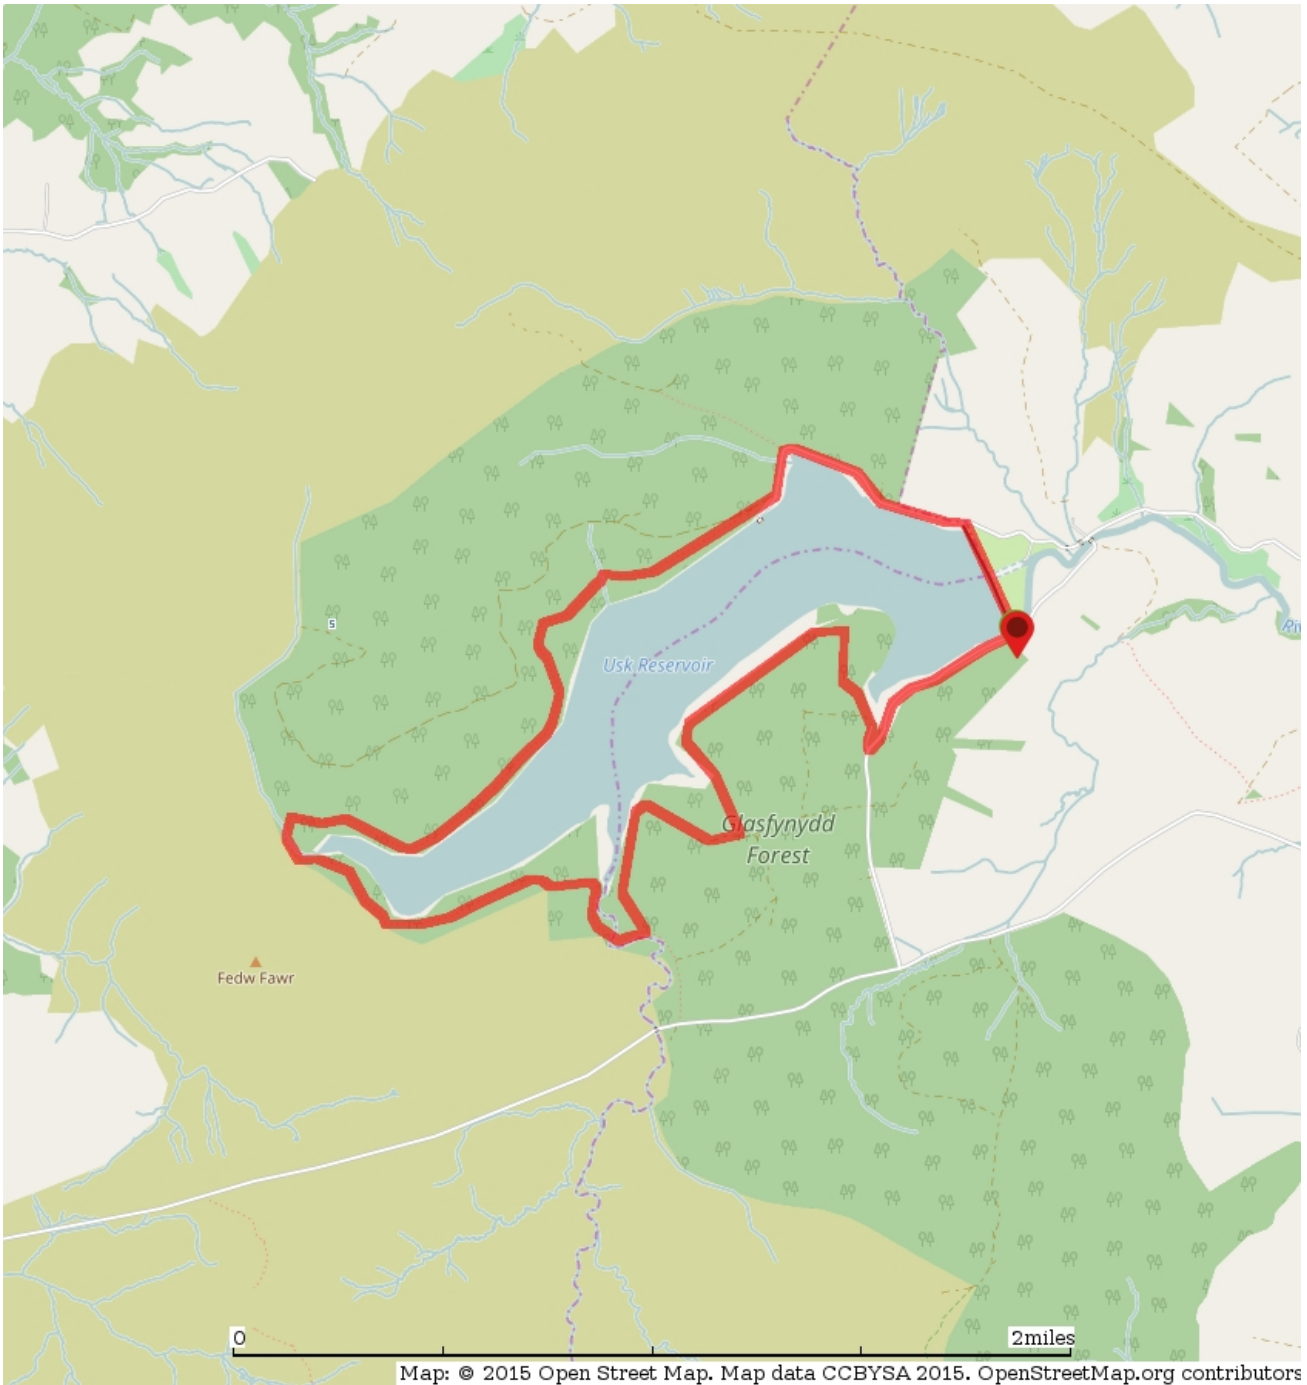 Usk Reservoir
Glasfynydd
Forest
Fedw Fawr
0
2miles
Map: © 2015 Open Street Map. Map data CCBYSA 2015. OpenStreetMap.org contributors